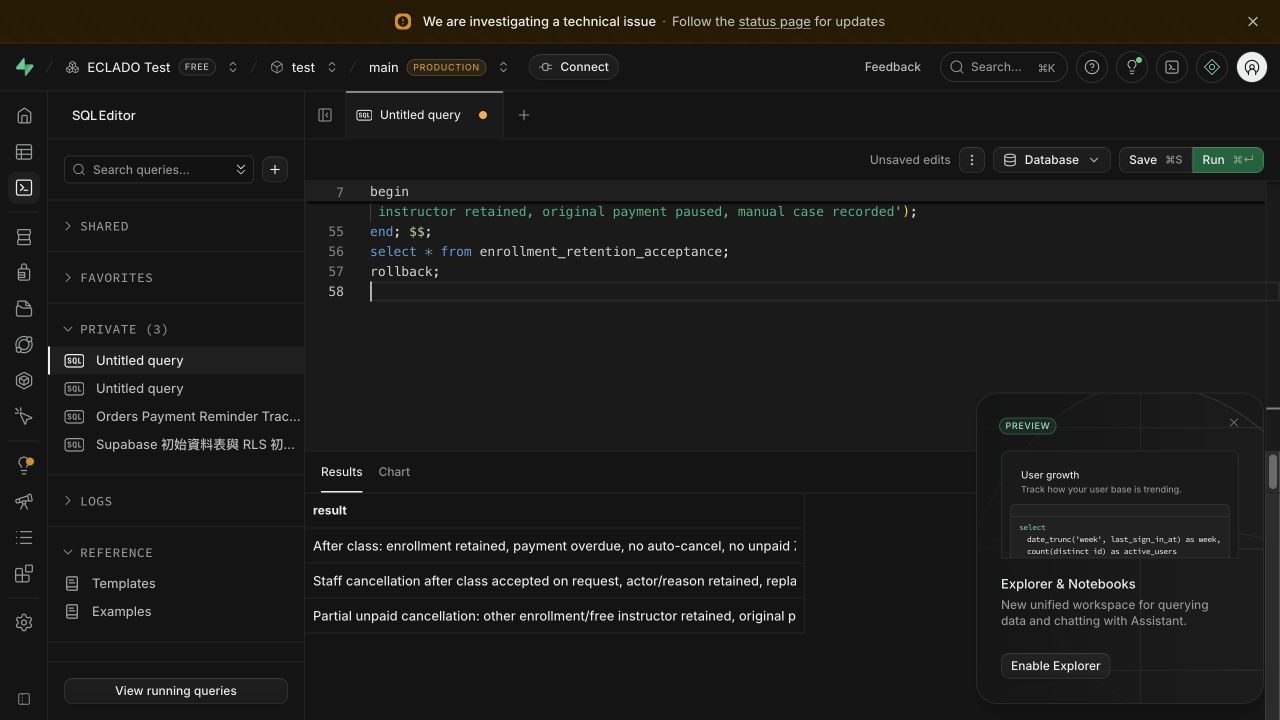 We are investigating a technical issue · Follow the status page for updates
ECLADO Test FREE test main PRODUCTION Connect Feedback Search... ⌘K
SQL Editor
SQL Untitled query
Search queries...
Unsaved edits Database Save ⌘S Run ⌘↵
SHARED
FAVORITES
PRIVATE (3)
SQL Untitled query
SQL Untitled query
SQL Orders Payment Reminder Trac...
SQL Supabase 初始資料表與 RLS 初...
LOGS
REFERENCE
Templates
Examples
View running queries
7 begin
instructor retained, original payment paused, manual case recorded');
55 end; $$;
56 select * from enrollment_retention_acceptance;
57 rollback;
58
Results Chart
result
After class: enrollment retained, payment overdue, no auto-cancel, no unpaid
Staff cancellation after class accepted on request, actor/reason retained, repla
Partial unpaid cancellation: other enrollment/free instructor retained, original p
PREVIEW
User growth
Track how your user base is trending.
select
date_trunc('week', last_sign_in_at) as week,
count(distinct id) as active_users
Explorer & Notebooks
New unified workspace for querying
data and chatting with Assistant.
Enable Explorer